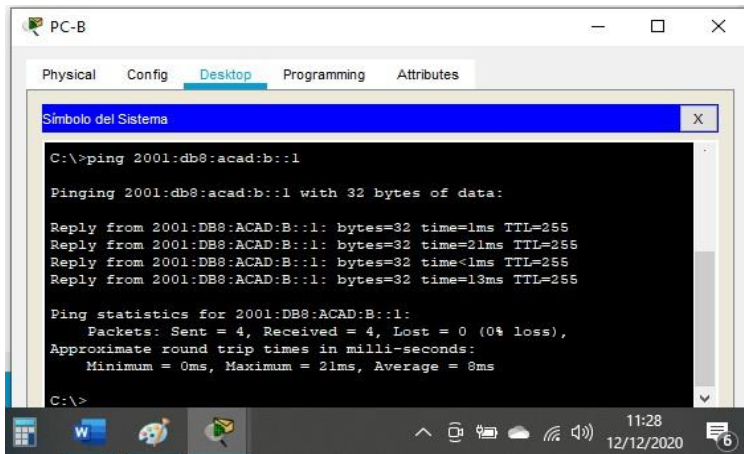 PC-B
Physical Config Desktop Programming Attributes
Símbolo del Sistema
X
C:\>ping 2001:db8:acad:b::1
Pinging 2001:db8:acad:b::1 with 32 bytes of data:
Reply from 2001:DB8:ACAD:B::1: bytes=32 time=1ms TTL=255
Reply from 2001:DB8:ACAD:B::1: bytes=32 time=21ms TTL=255
Reply from 2001:DB8:ACAD:B::1: bytes=32 time<1ms TTL=255
Reply from 2001:DB8:ACAD:B::1: bytes=32 time=13ms TTL=255
Ping statistics for 2001:DB8:ACAD:B::1:
Packets: Sent = 4, Received = 4, Lost = 0 (0% loss),
Approximate round trip times in milli-seconds:
Minimum = 0ms, Maximum = 21ms, Average = 8ms
C:\>
W
11:28
12/12/2020
6